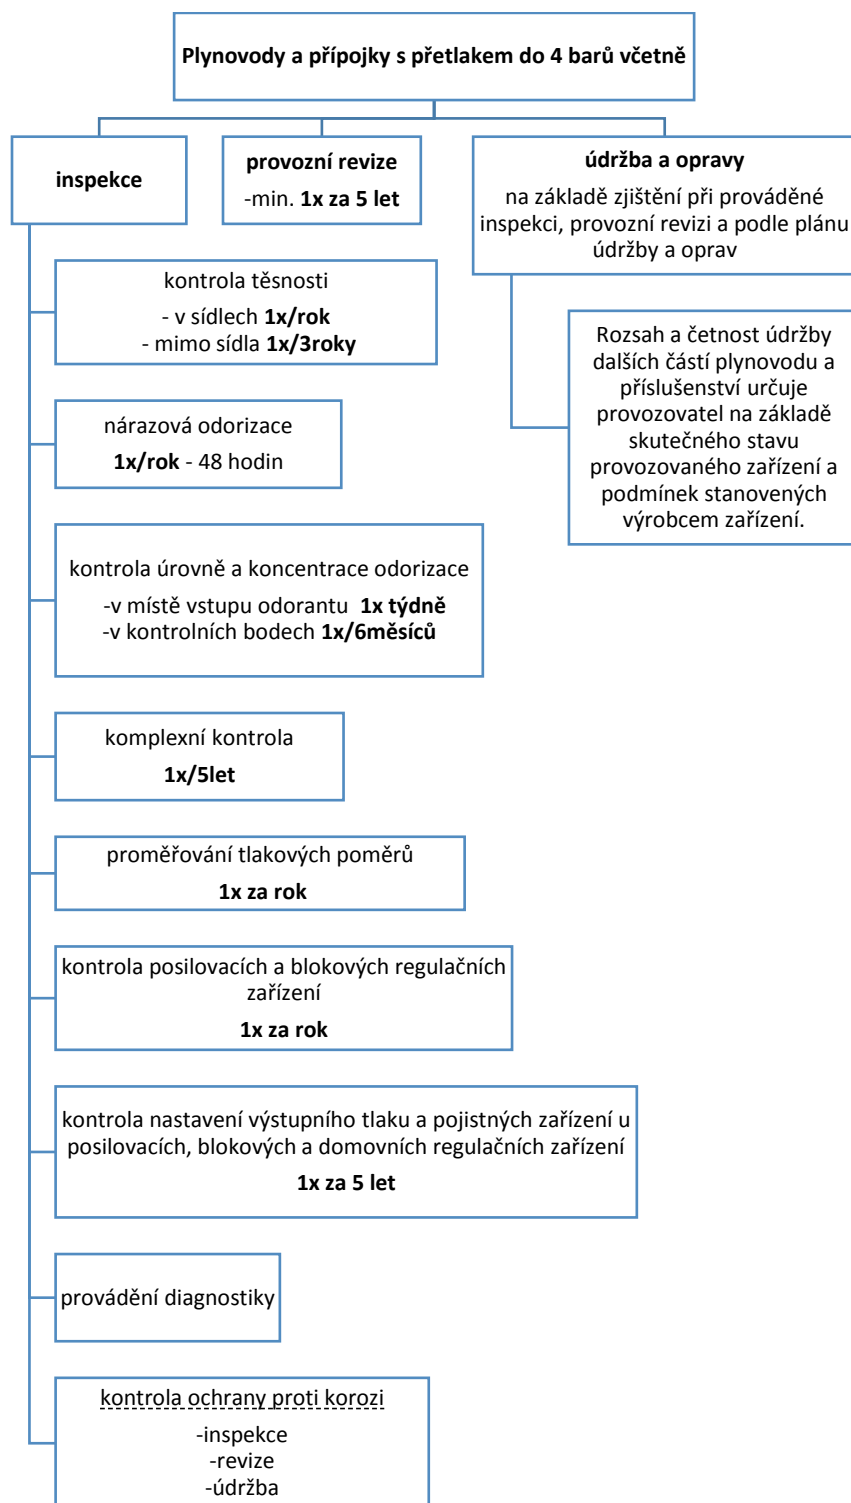 Plynovody a přípojky s přetlakem do 4 barů včetně
inspekce
provozní revize
-min. 1x za 5 let
údržba a opravy
na základě zjištění při prováděné
inspekci, provozní revizi a podle plánu
údržby a oprav
kontrola těsnosti
- v sídlech 1x/rok
- mimo sídla 1x/3roky
Rozsah a četnost údržby
dalších částí plynovodu a
příslušenství určuje
provozovatel na základě
skutečného stavu
provozovaného zařízení a
podmínek stanovených
výrobcem zařízení.
nárazová odorizace
1x/rok - 48 hodin
kontrola úrovně a koncentrace odorizace
-v místě vstupu odorantu  1x týdně
-v kontrolních bodech 1x/6měsíců
komplexní kontrola
1x/5let
proměřování tlakových poměrů
1x za rok
kontrola posilovacích a blokových regulačních
zařízení
1x za rok
kontrola nastavení výstupního tlaku a pojistných zařízení u
posilovacích, blokových a domovních regulačních zařízení
1x za 5 let
provádění diagnostiky
kontrola ochrany proti korozi
-inspekce
-revize
-údržba